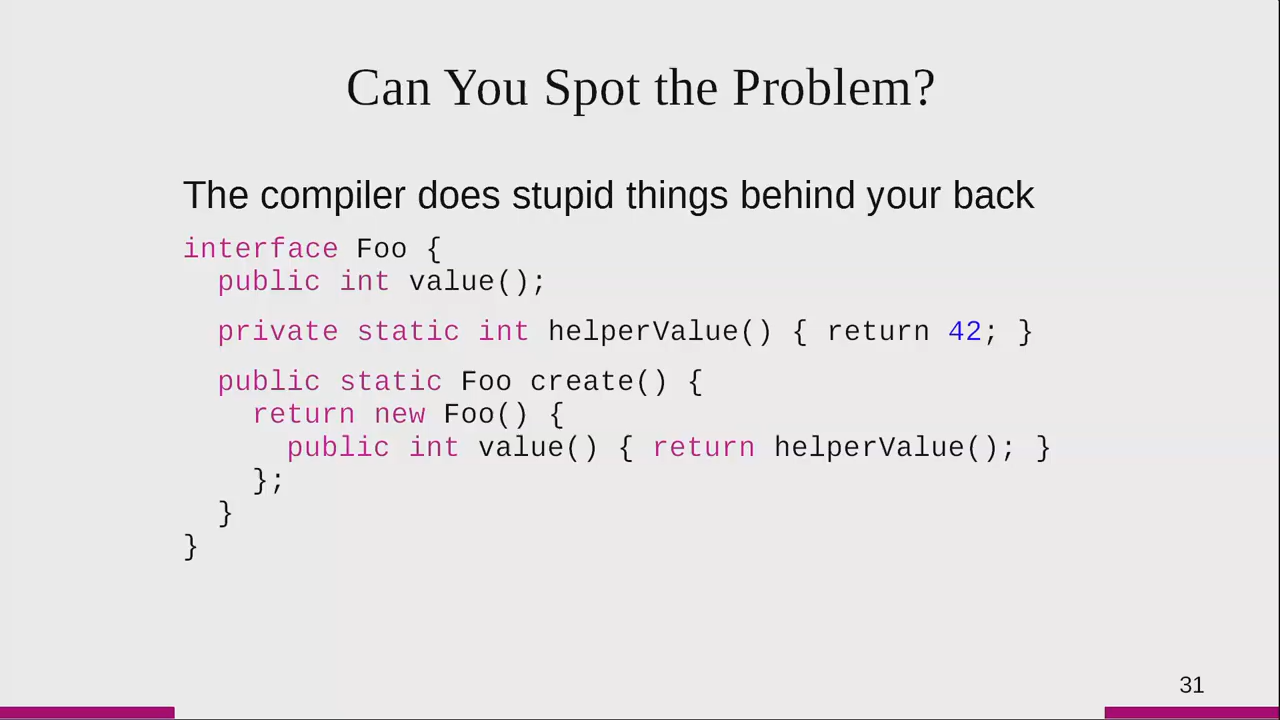 Can You Spot the Problem?
The compiler does stupid things behind your back
interface Foo {
  public int value();
  private static int helperValue() { return 42; }
  public static Foo create() {
    return new Foo() {
      public int value() { return helperValue(); }
    };
  }
}
31